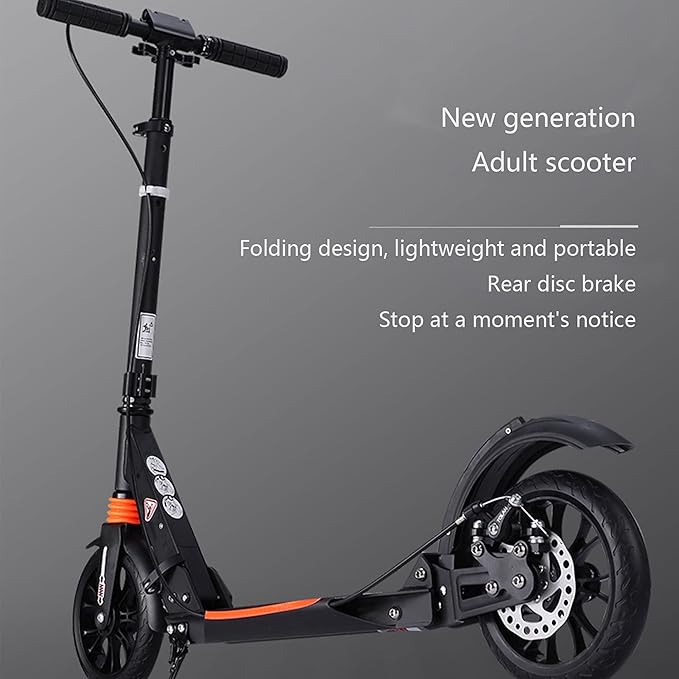 New generation
Adult scooter
Folding design, lightweight and portable
Rear disc brake
Stop at a moment's notice